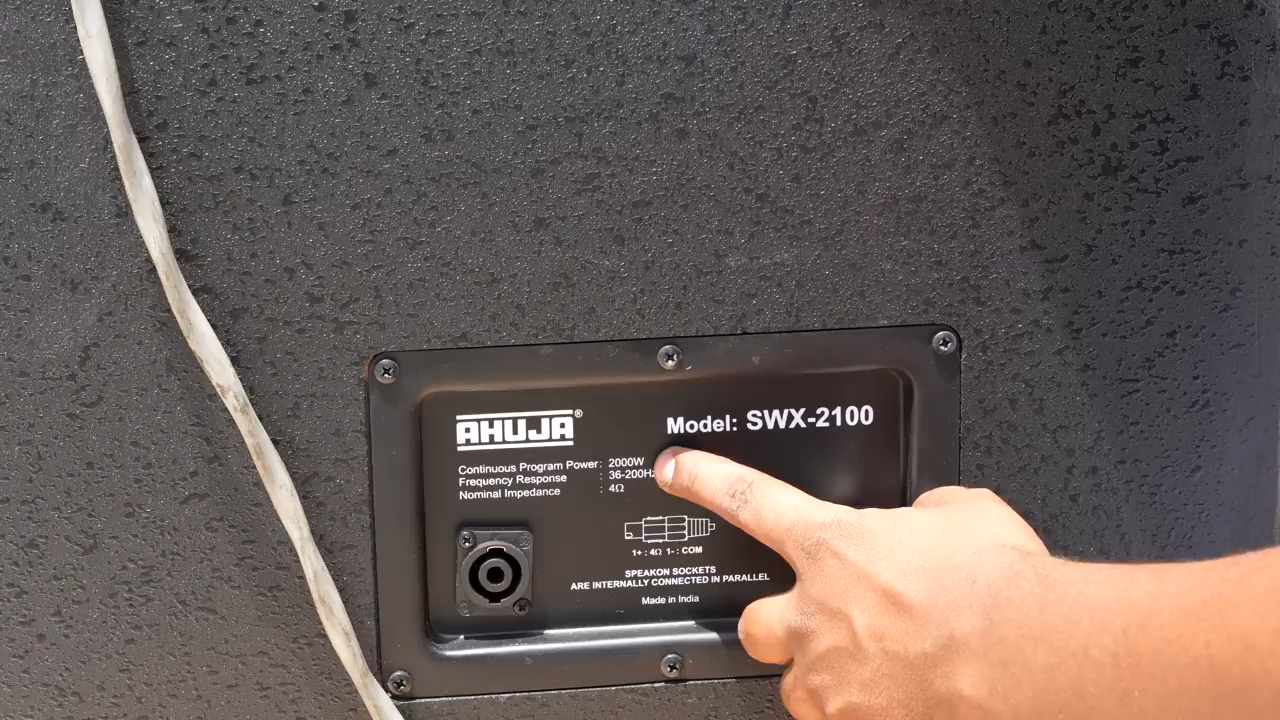 AHUJA®
Model: SWX-2100
Continuous Program Power : 2000W
Frequency Response : 36-200Hz
Nominal Impedance : 4Ω
1+ : 4Ω 1- : COM
SPEAKON SOCKETS
ARE INTERNALLY CONNECTED IN PARALLEL
Made in India